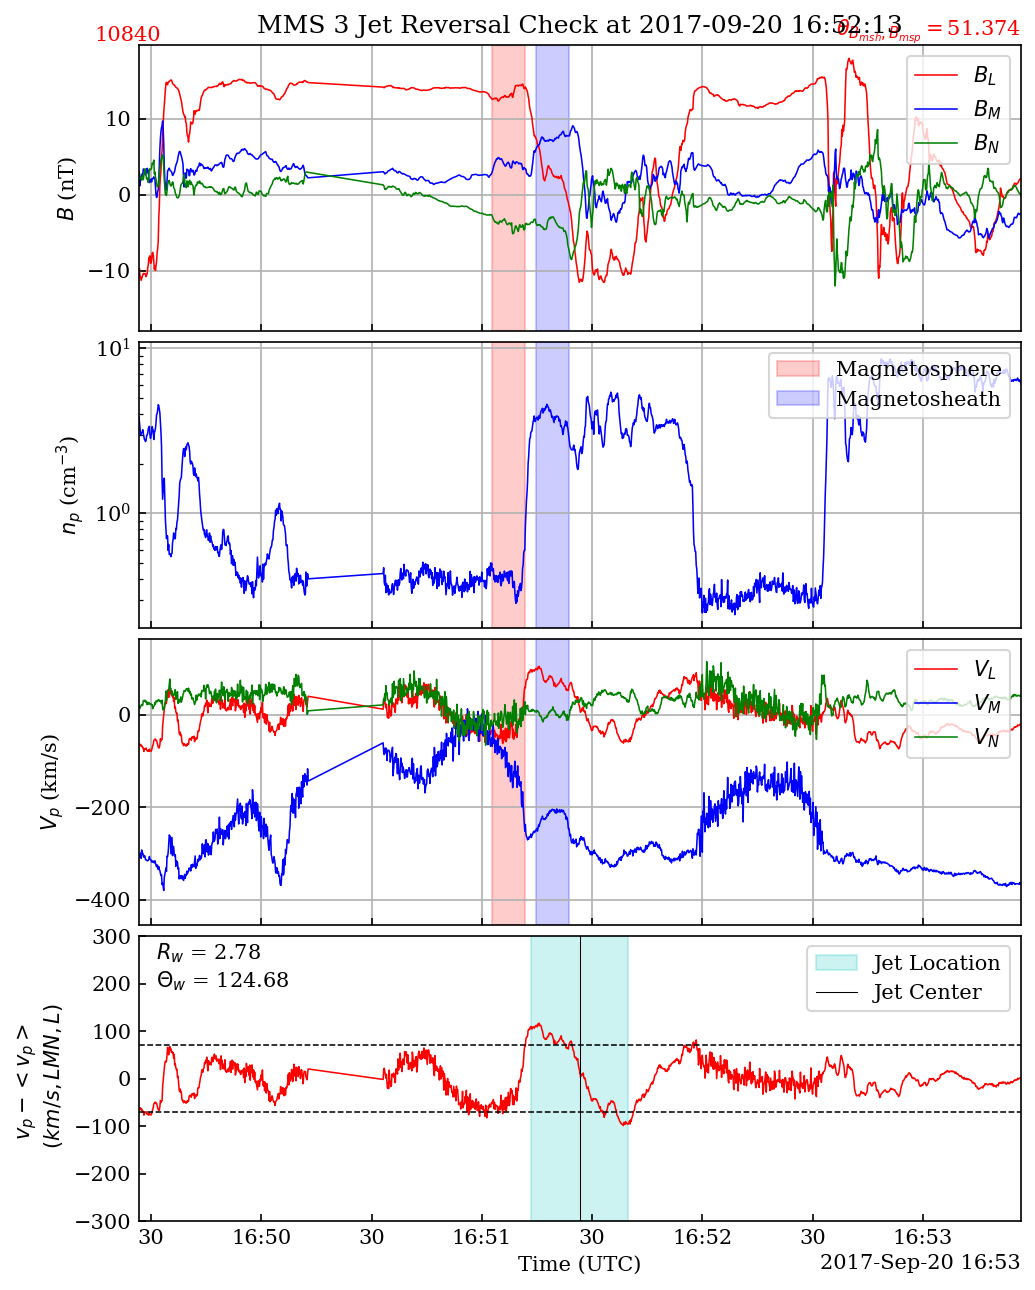 MMS 3 Jet Reversal Check at 2017-09-20 16:52:13
10840
θ_{B_{msh}, B_{msp}} = 51.374
B (nT)
10
0
−10
B_L
B_M
B_N
n_p (cm^{−3})
10^1
10^0
Magnetosphere
Magnetosheath
V_p (km/s)
0
−200
−400
V_L
V_M
V_N
v_p − <v_p>
(km/s, LMN, L)
300
200
100
0
−100
−200
−300
R_w = 2.78
Θ_w = 124.68
Jet Location
Jet Center
30 16:50 30 16:51 30 16:52 30 16:53
Time (UTC)
2017-Sep-20 16:53